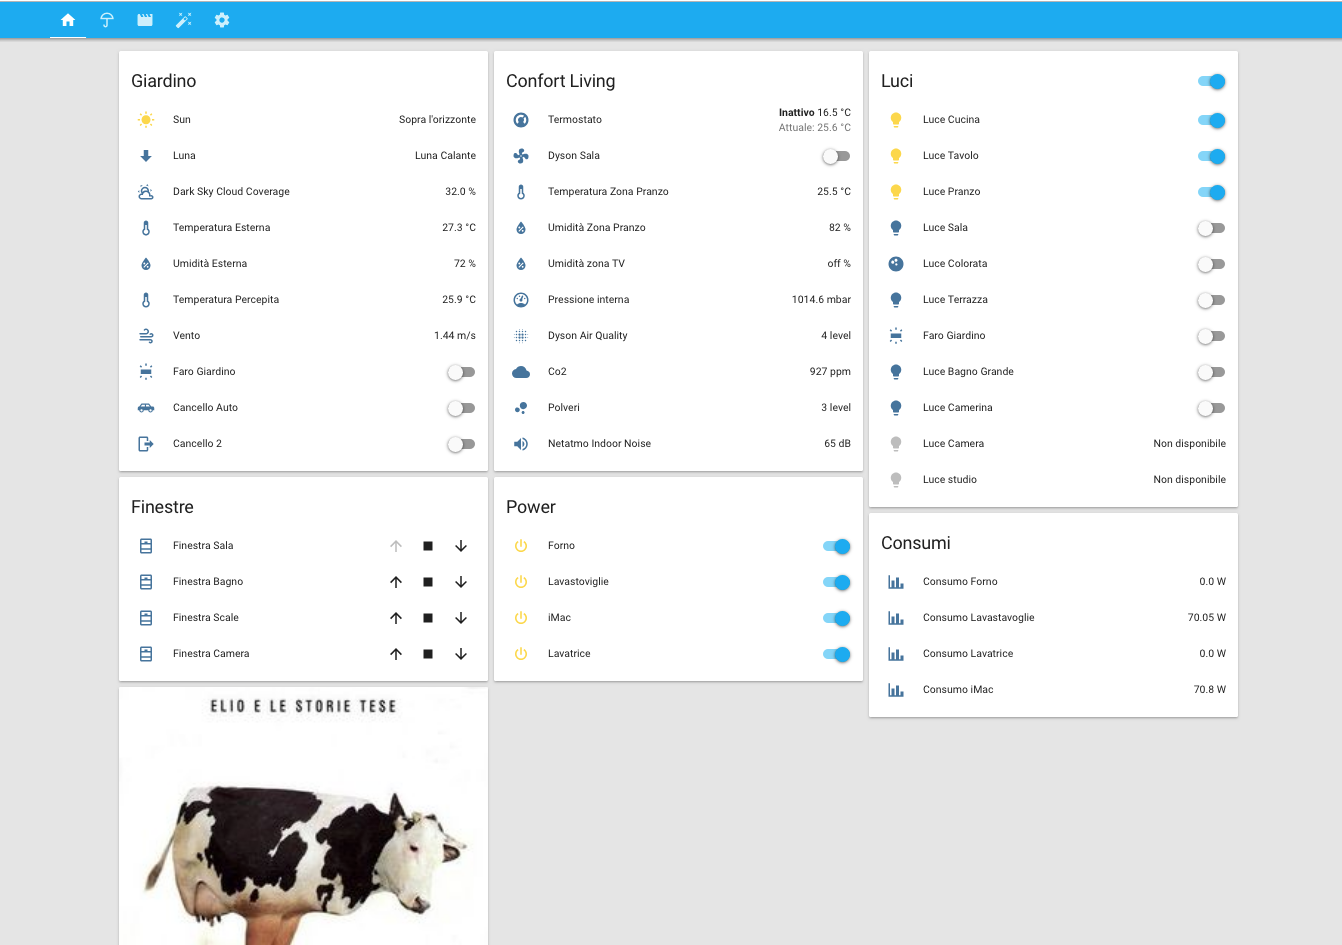 Giardino
Sun Sopra l'orizzonte
Luna Luna Calante
Dark Sky Cloud Coverage 32.0 %
Temperatura Esterna 27.3 °C
Umidità Esterna 72 %
Temperatura Percepita 25.9 °C
Vento 1.44 m/s
Faro Giardino
Cancello Auto
Cancello 2
Finestre
Finestra Sala
Finestra Bagno
Finestra Scale
Finestra Camera
ELIO E LE STORIE TESE
Confort Living
Termostato Inattivo 16.5 °C
Attuale: 25.6 °C
Dyson Sala
Temperatura Zona Pranzo 25.5 °C
Umidità Zona Pranzo 82 %
Umidità zona TV off %
Pressione interna 1014.6 mbar
Dyson Air Quality 4 level
Co2 927 ppm
Polveri 3 level
Netatmo Indoor Noise 65 dB
Power
Forno
Lavastoviglie
iMac
Lavatrice
Luci
Luce Cucina
Luce Tavolo
Luce Pranzo
Luce Sala
Luce Colorata
Luce Terrazza
Faro Giardino
Luce Bagno Grande
Luce Camerina
Luce Camera Non disponibile
Luce studio Non disponibile
Consumi
Consumo Forno 0.0 W
Consumo Lavastavoglie 70.05 W
Consumo Lavatrice 0.0 W
Consumo iMac 70.8 W